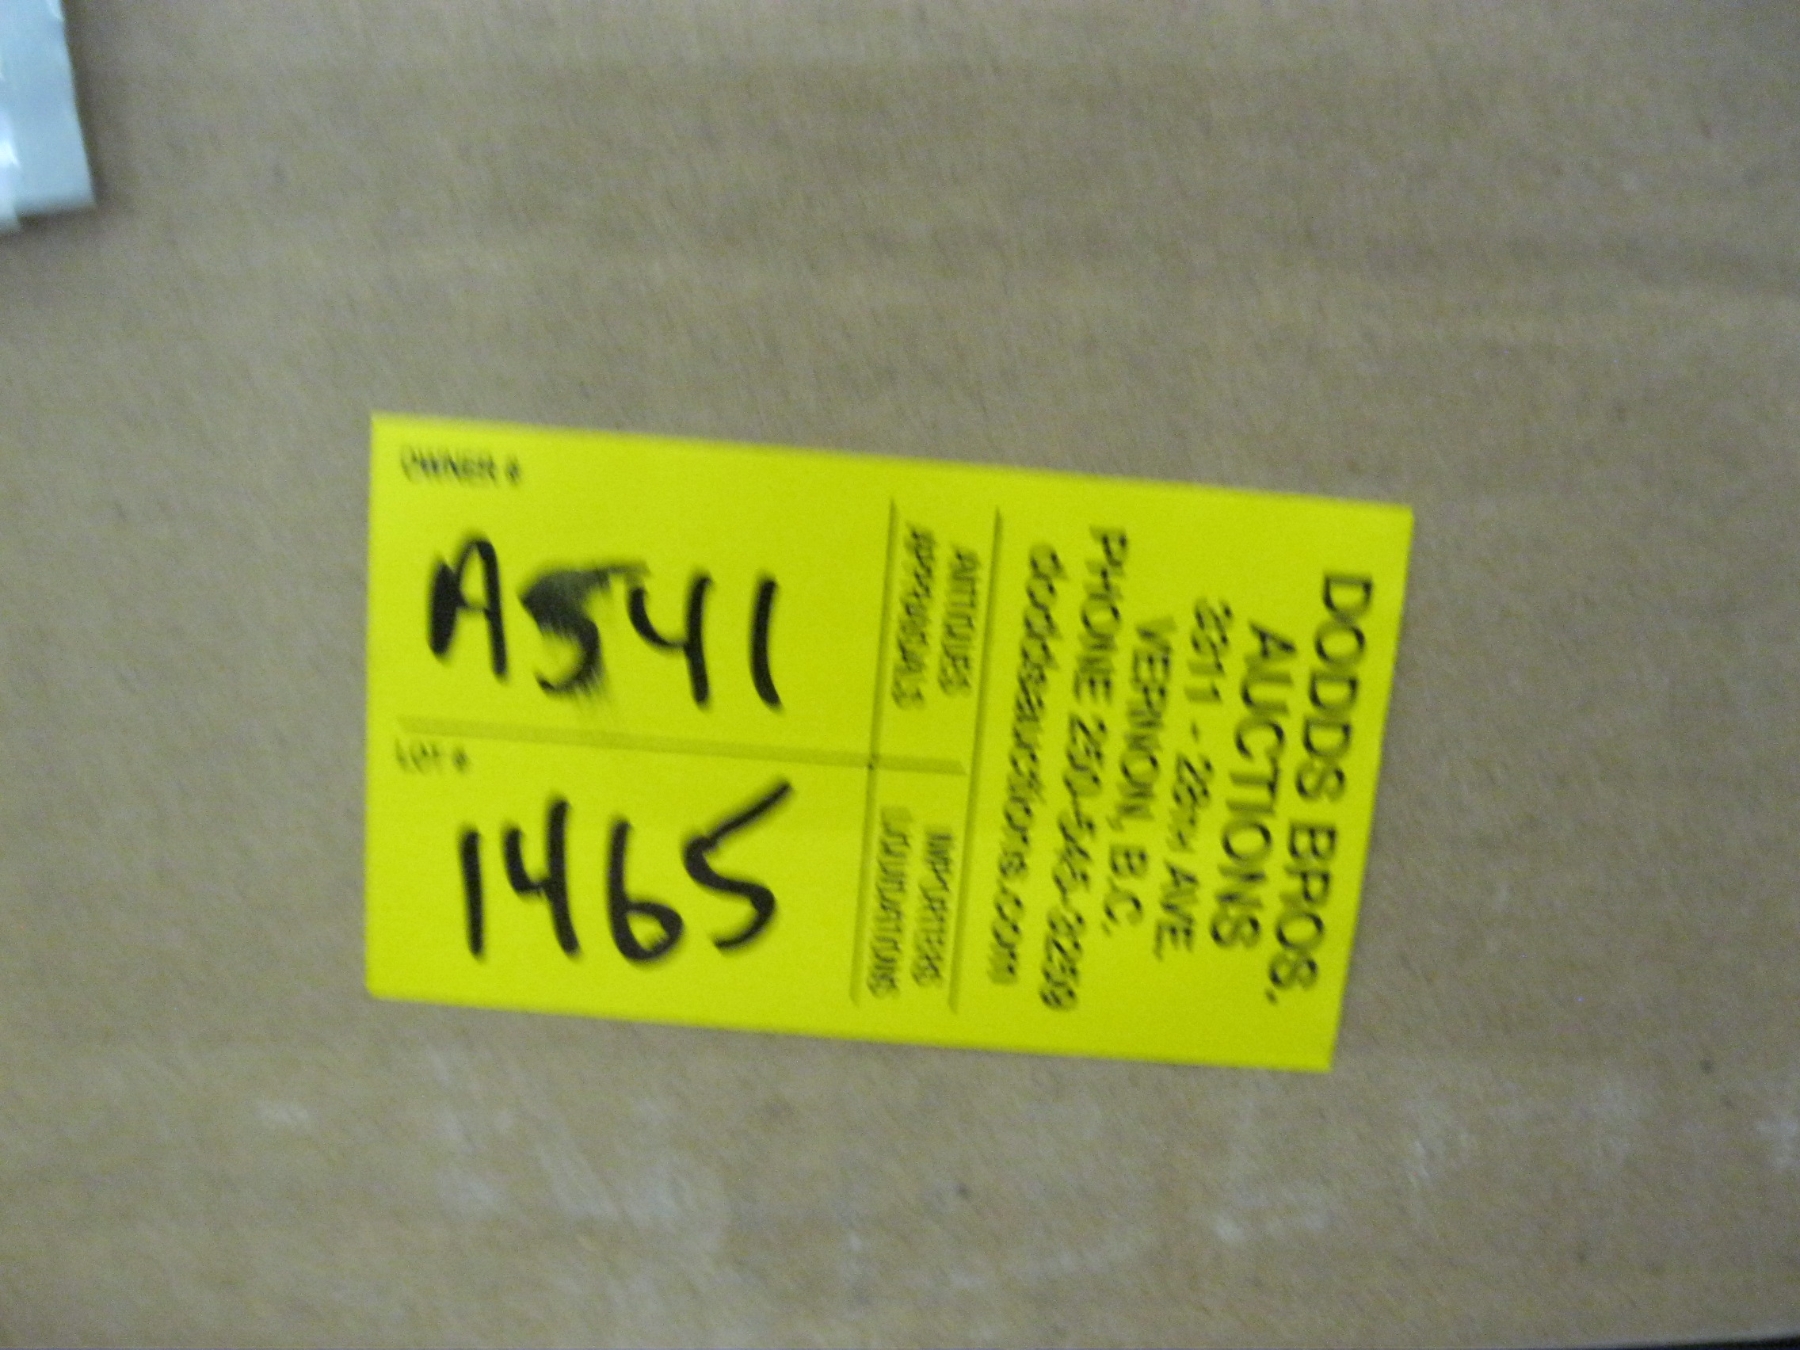 DODDS BROS.
AUCTIONS
3311 - 28TH AVE.
VERNON, B.C.
PHONE 250-545-3259
doddsauctions.com
ANTIQUES
APPRAISALS
IMPORTERS
LIQUIDATIONS
OWNER #
A541
LOT #
1465